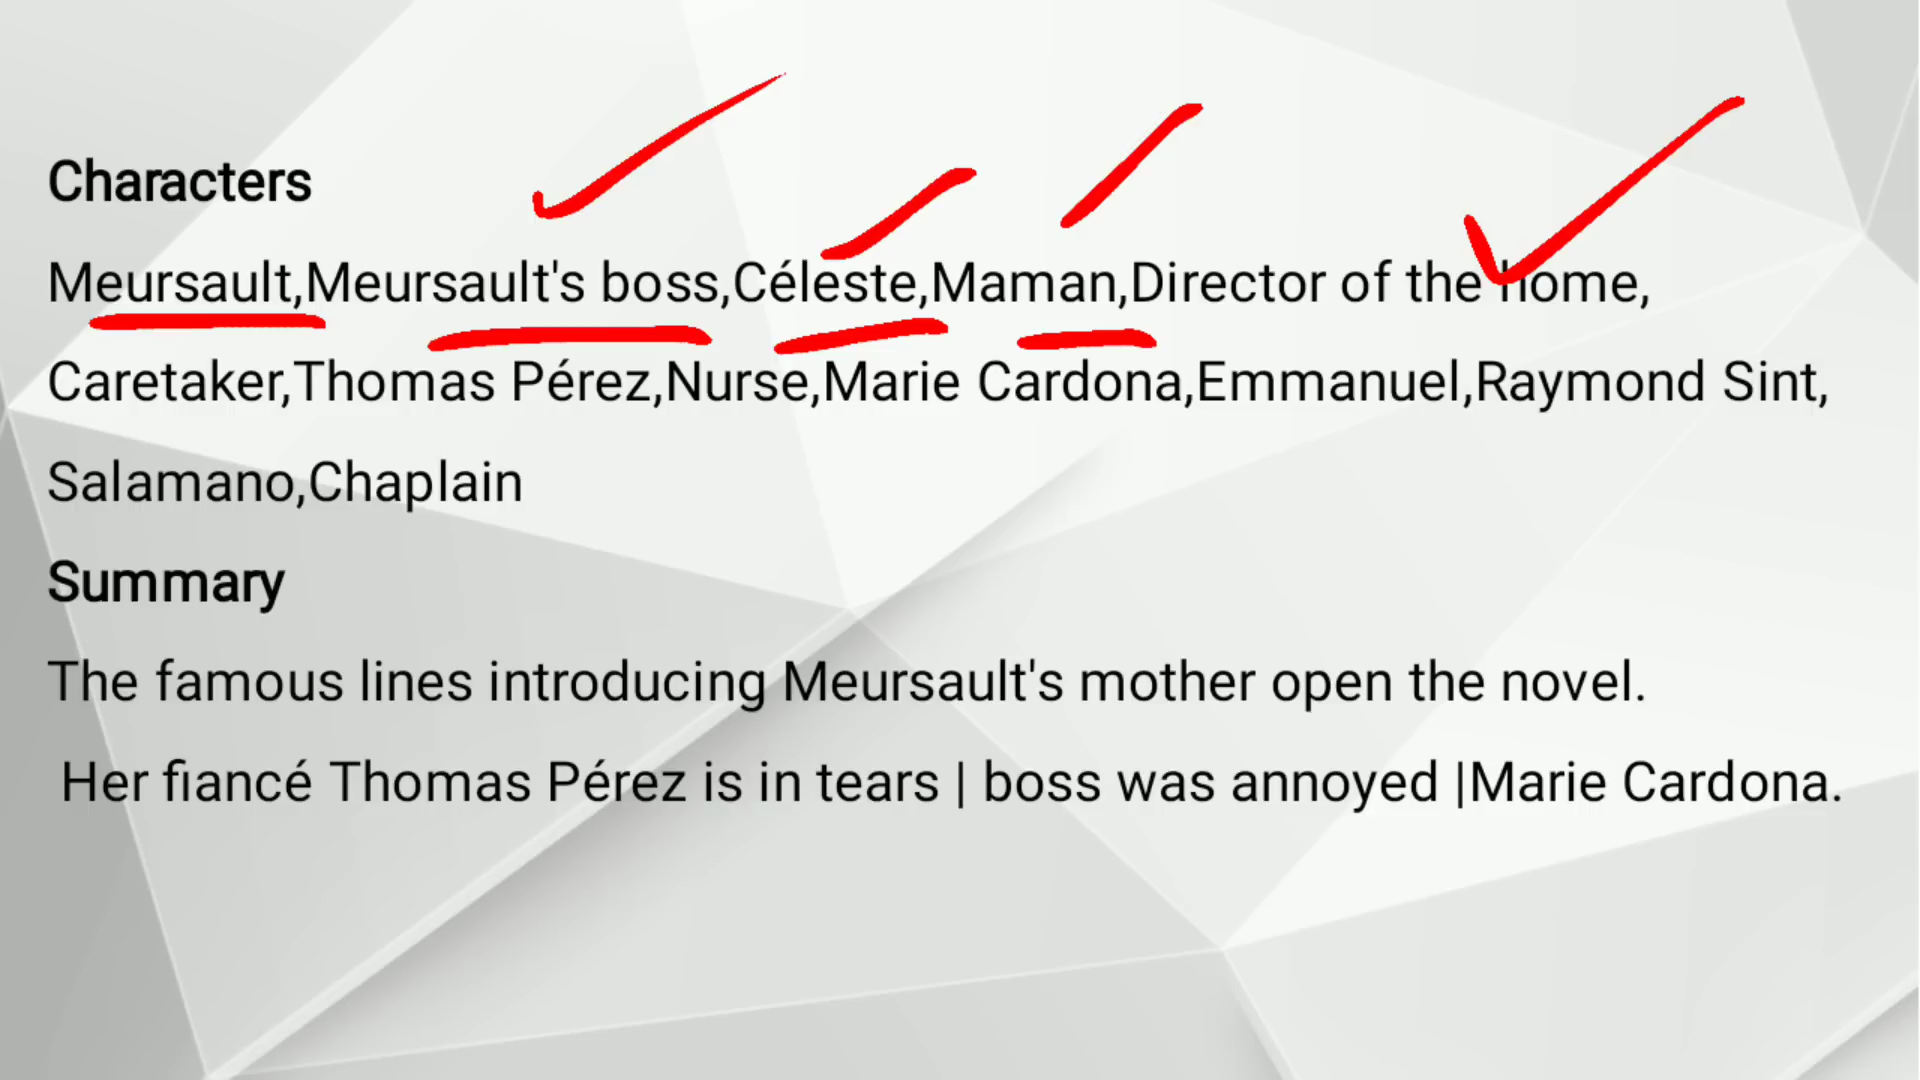 Characters
Meursault,Meursault's boss,Céleste,Maman,Director of the home,
Caretaker,Thomas Pérez,Nurse,Marie Cardona,Emmanuel,Raymond Sint,
Salamano,Chaplain
Summary
The famous lines introducing Meursault's mother open the novel.
Her fiancé Thomas Pérez is in tears | boss was annoyed |Marie Cardona.